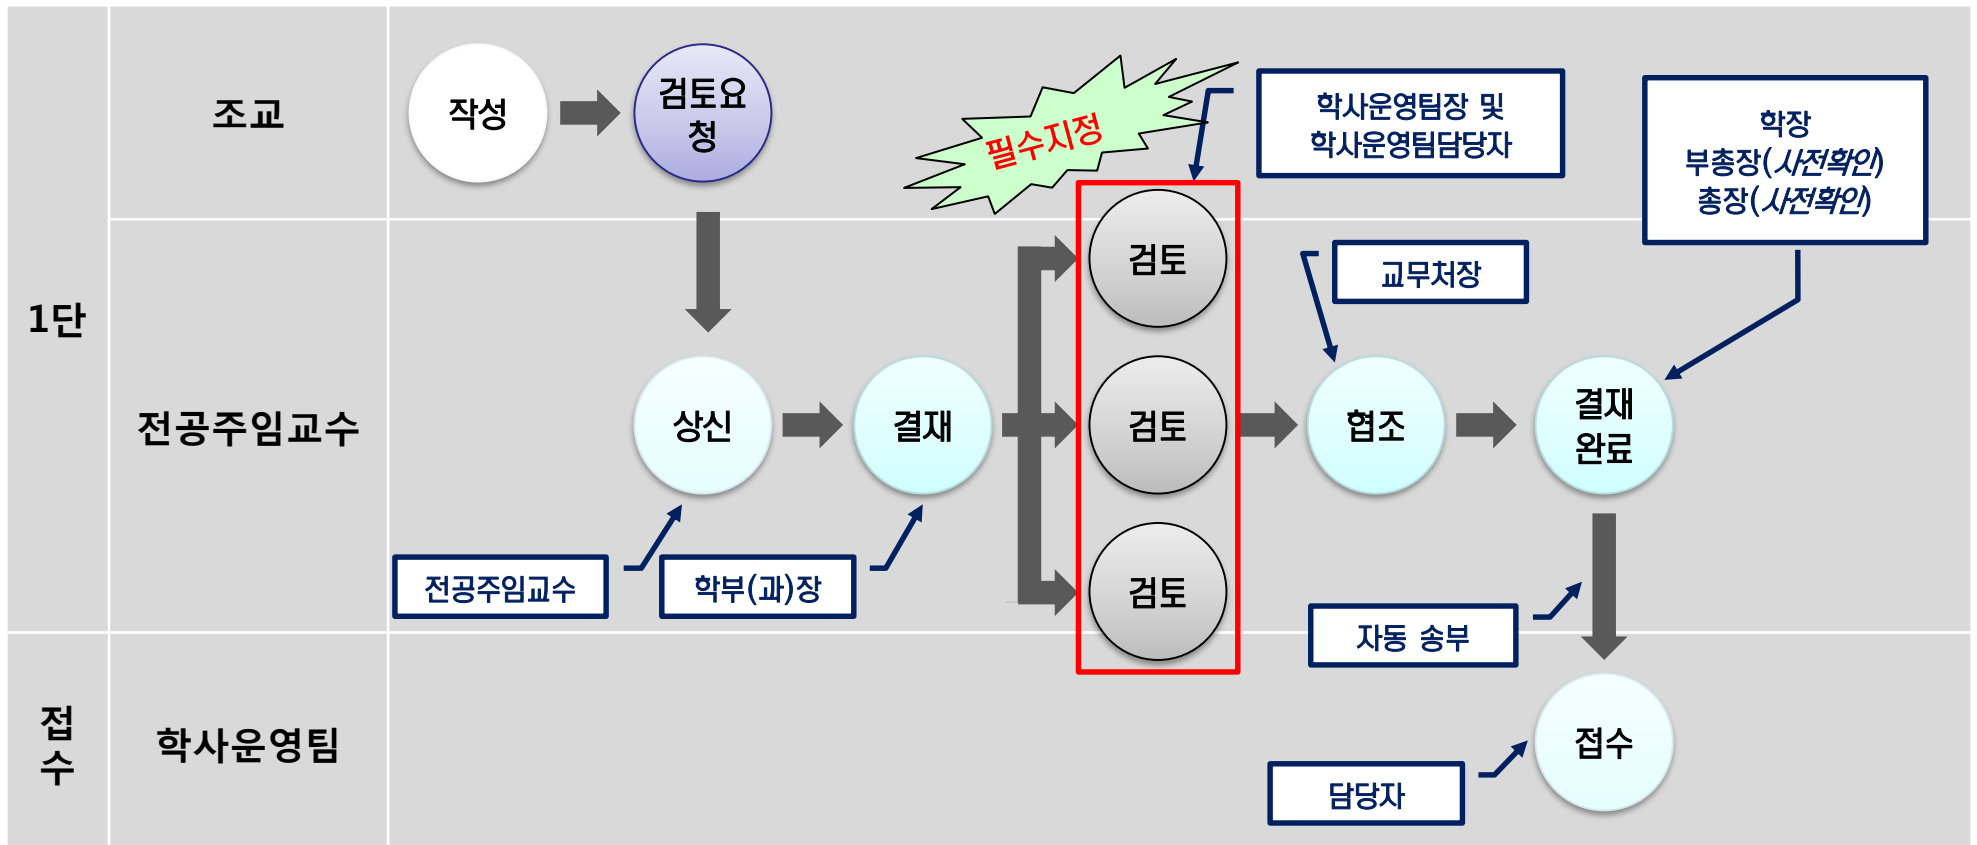 1단
조교
작성
검토요
청
필수지정
학사운영팀장 및
학사운영팀담당자
학장
부총장(사전확인)
총장(사전확인)
전공주임교수
상신
결재
검토
검토
검토
교무처장
협조
결재
완료
전공주임교수
학부(과)장
자동 송부
접
수
학사운영팀
접수
담당자